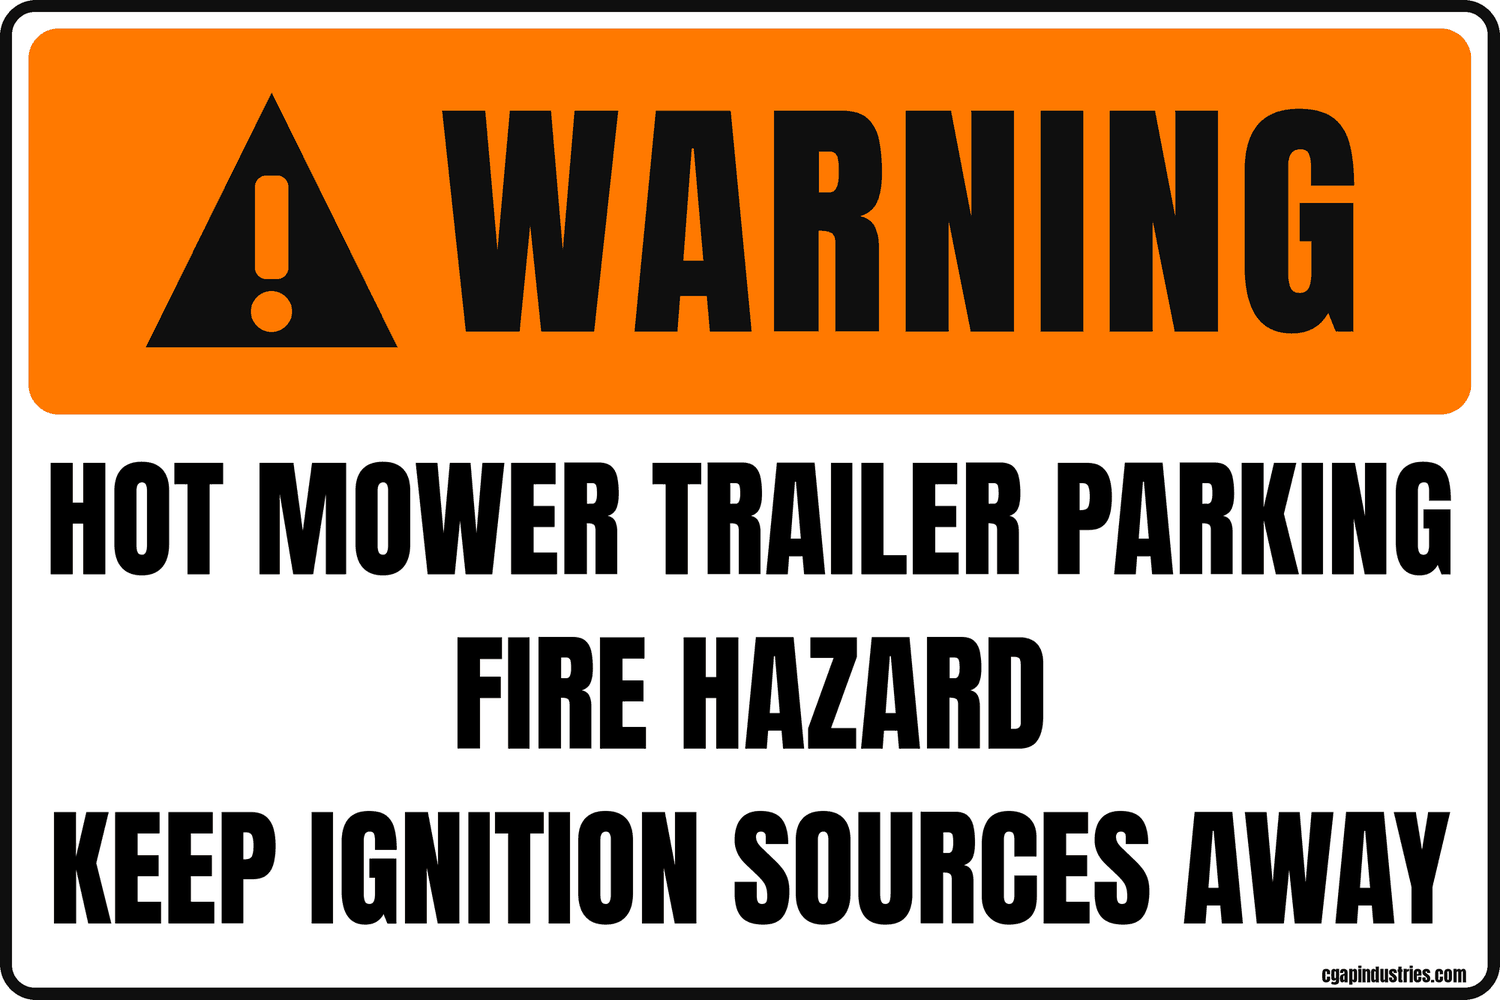 WARNING
HOT MOWER TRAILER PARKING
FIRE HAZARD
KEEP IGNITION SOURCES AWAY
cgapindustries.com